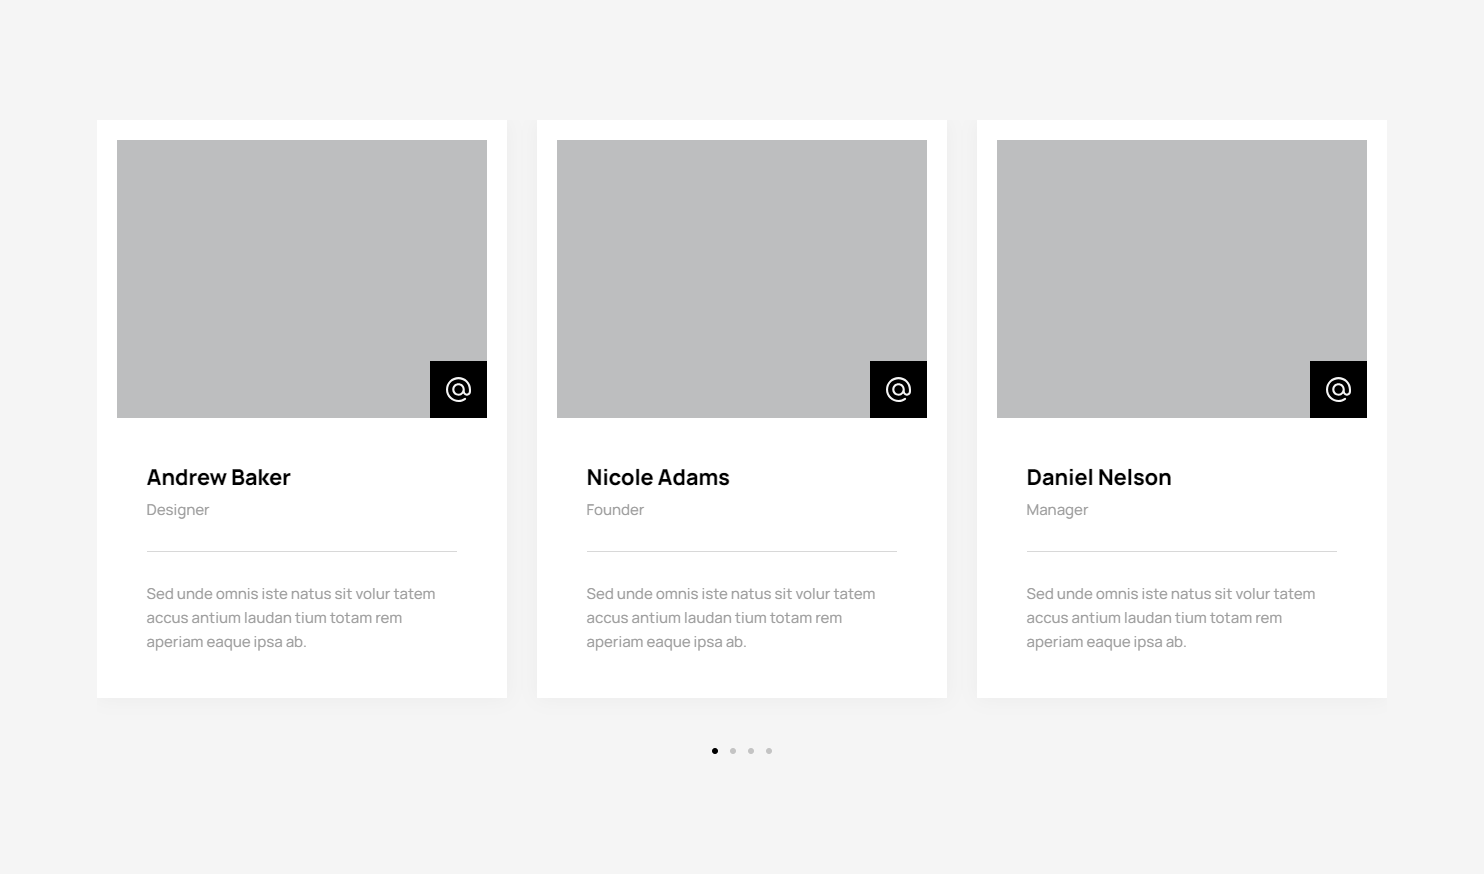 @
@
@
Andrew Baker
Designer
Sed unde omnis iste natus sit volur tatem
accus antium laudan tium totam rem
aperiam eaque ipsa ab.
Nicole Adams
Founder
Sed unde omnis iste natus sit volur tatem
accus antium laudan tium totam rem
aperiam eaque ipsa ab.
Daniel Nelson
Manager
Sed unde omnis iste natus sit volur tatem
accus antium laudan tium totam rem
aperiam eaque ipsa ab.